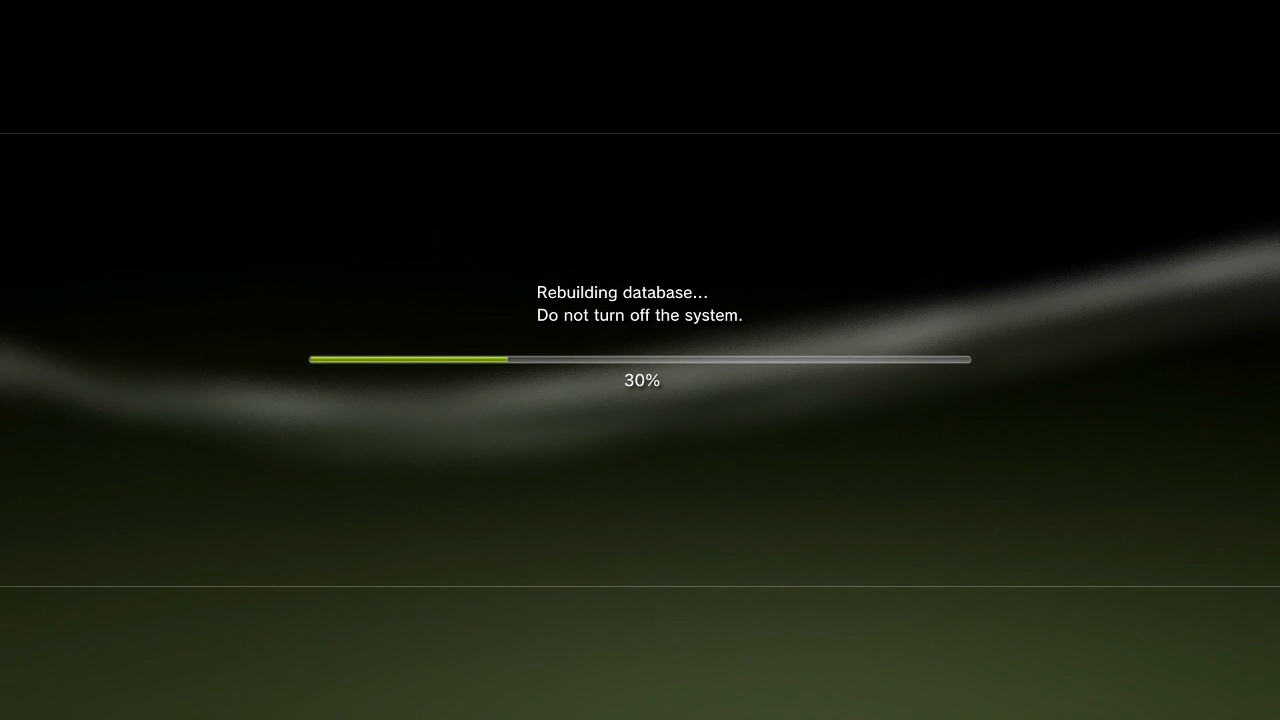 Rebuilding database...
Do not turn off the system.
30%